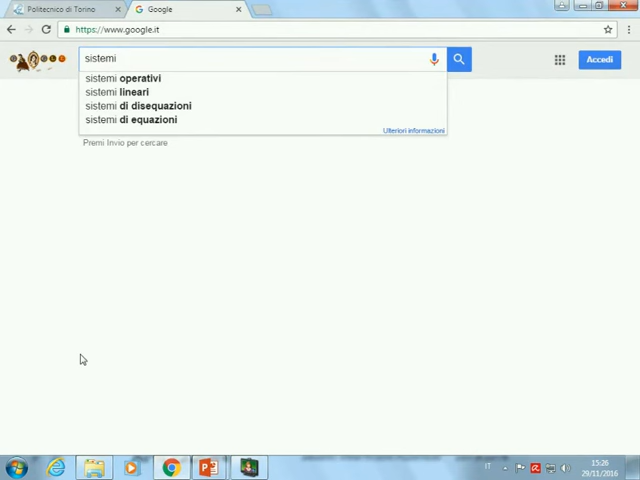 Politecnico di Torino
Google
https://www.google.it
sistemi
Accedi
sistemi operativi
sistemi lineari
sistemi di disequazioni
sistemi di equazioni
Ulteriori informazioni
Premi Invio per cercare
IT
15:26
29/11/2016